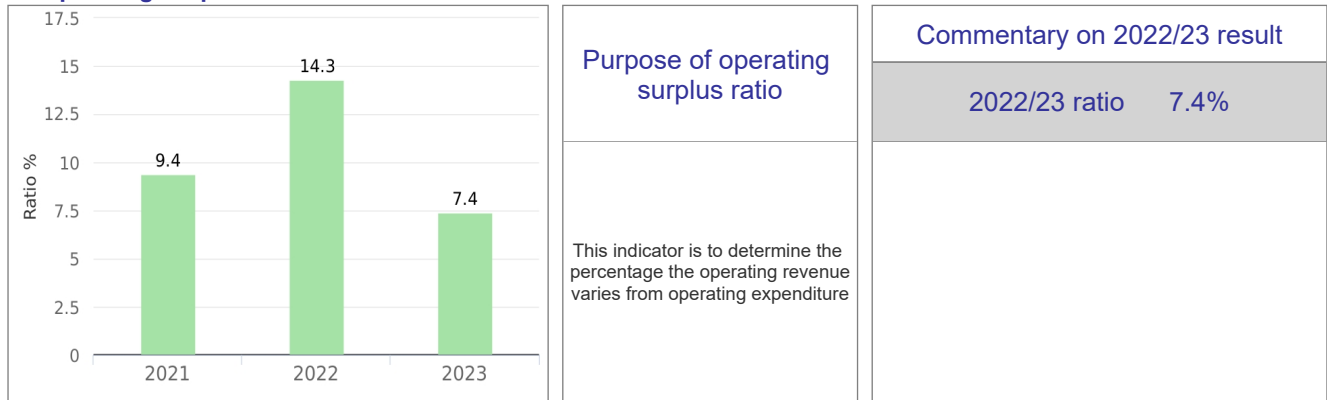 17.5
15
12.5
10
7.5
5
2.5
0
Ratio %
9.4
14.3
7.4
2021
2022
2023
Purpose of operating
surplus ratio
This indicator is to determine the
percentage the operating revenue
varies from operating expenditure
Commentary on 2022/23 result
2022/23 ratio 7.4%